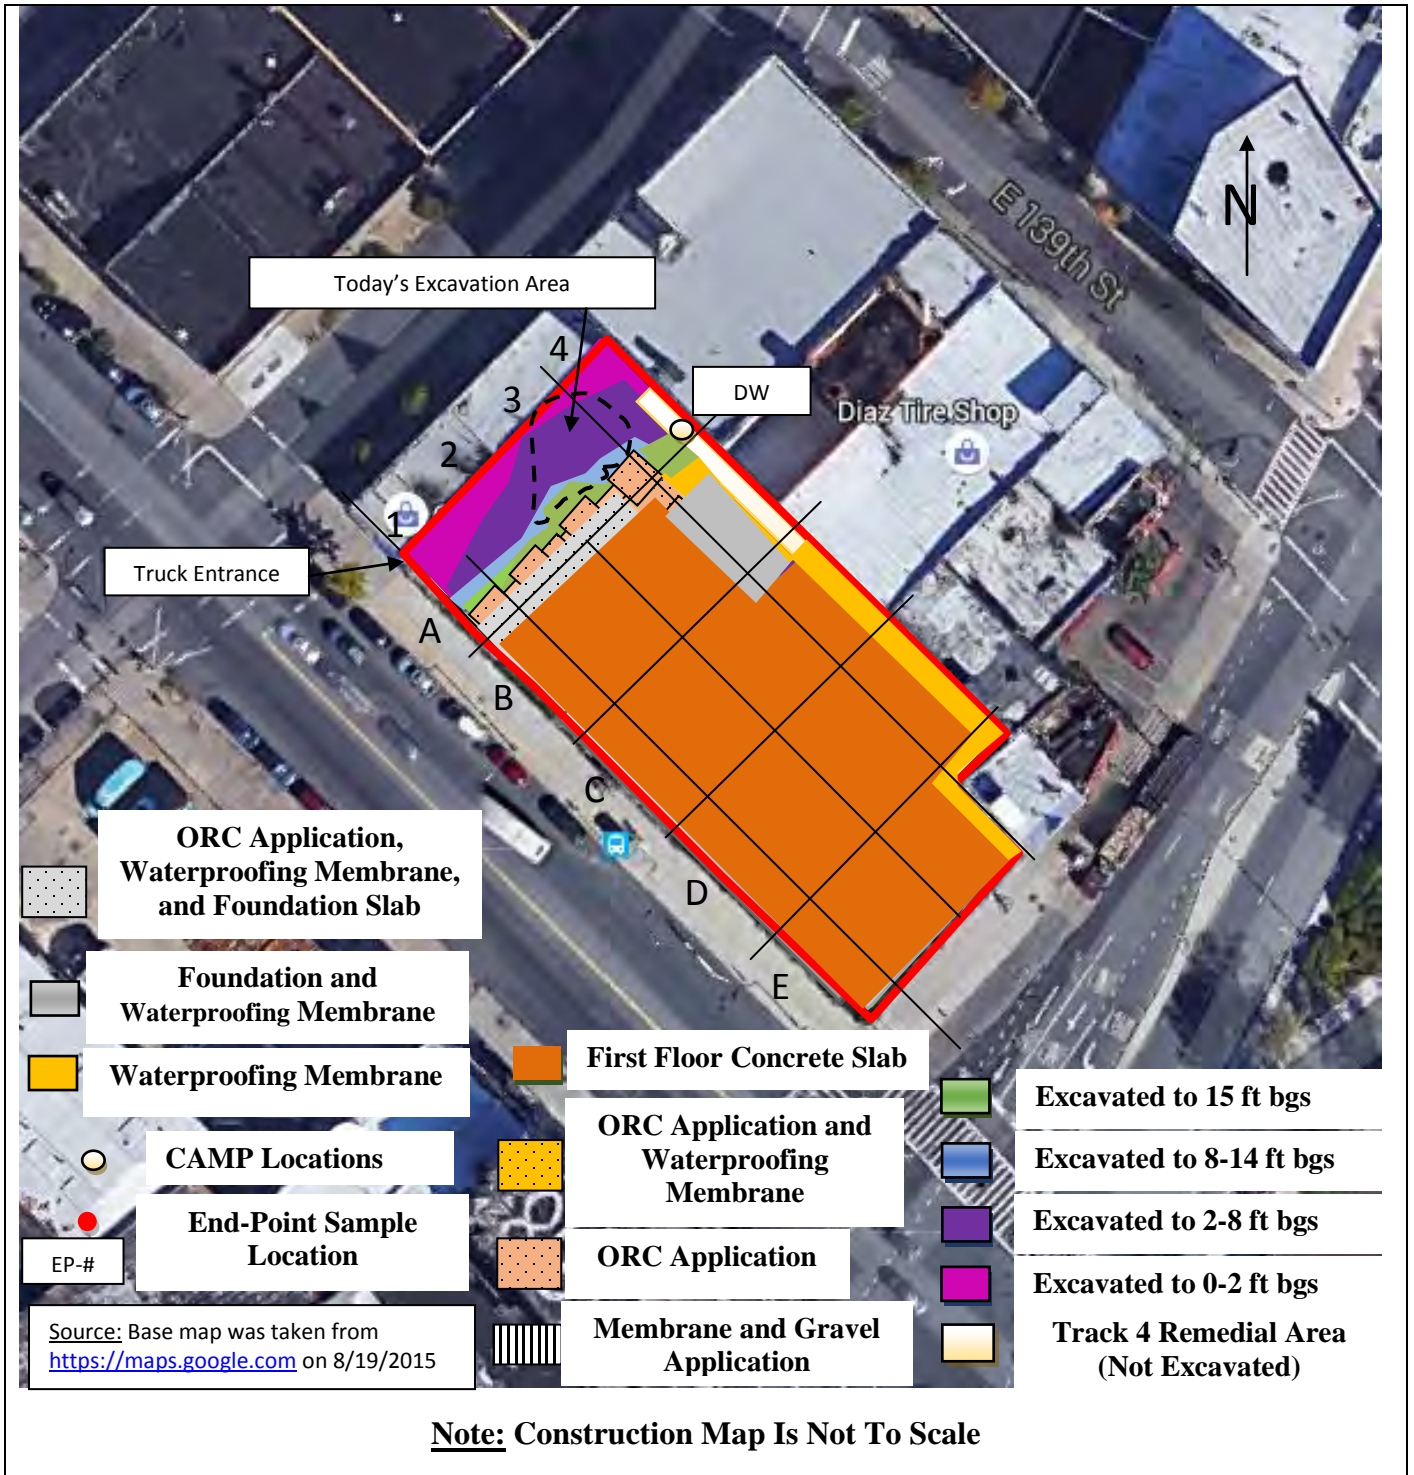 E 139th St
N
Today's Excavation Area
4
DW
3
Diaz Tire Shop
2
1
Truck Entrance
A
B
C
D
E
ORC Application,
Waterproofing Membrane,
and Foundation Slab
Foundation and
Waterproofing Membrane
Waterproofing Membrane
CAMP Locations
End-Point Sample
Location
EP-#
Source: Base map was taken from
https://maps.google.com on 8/19/2015
First Floor Concrete Slab
ORC Application and
Waterproofing
Membrane
ORC Application
Membrane and Gravel
Application
Excavated to 15 ft bgs
Excavated to 8-14 ft bgs
Excavated to 2-8 ft bgs
Excavated to 0-2 ft bgs
Track 4 Remedial Area
(Not Excavated)
Note: Construction Map Is Not To Scale